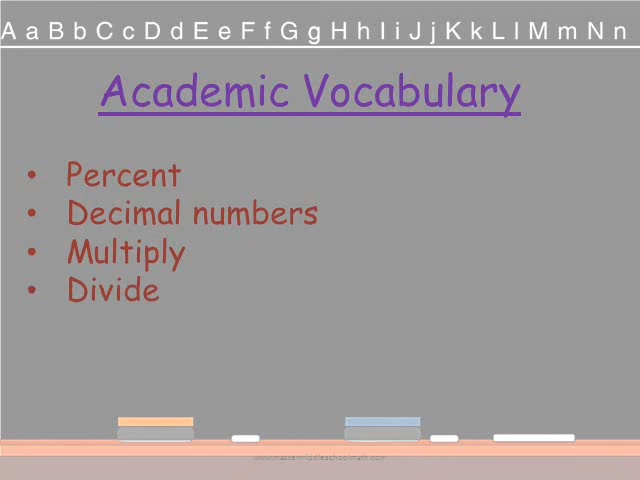 A a B b C c D d E e F f G g H h I i J j K k L l M m N n
Academic Vocabulary
• Percent
• Decimal numbers
• Multiply
• Divide